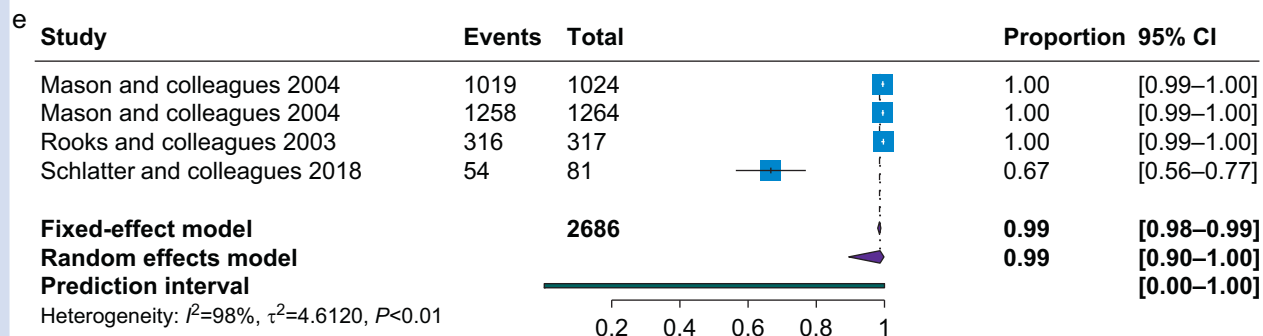 e
Study Events Total Proportion 95% CI
Mason and colleagues 2004 1019 1024 1.00 [0.99–1.00]
Mason and colleagues 2004 1258 1264 1.00 [0.99–1.00]
Rooks and colleagues 2003 316 317 1.00 [0.99–1.00]
Schlatter and colleagues 2018 54 81 0.67 [0.56–0.77]
Fixed-effect model 2686 0.99 [0.98–0.99]
Random effects model 0.99 [0.90–1.00]
Prediction interval [0.00–1.00]
Heterogeneity: I²=98%, τ²=4.6120, P<0.01
0.2 0.4 0.6 0.8 1